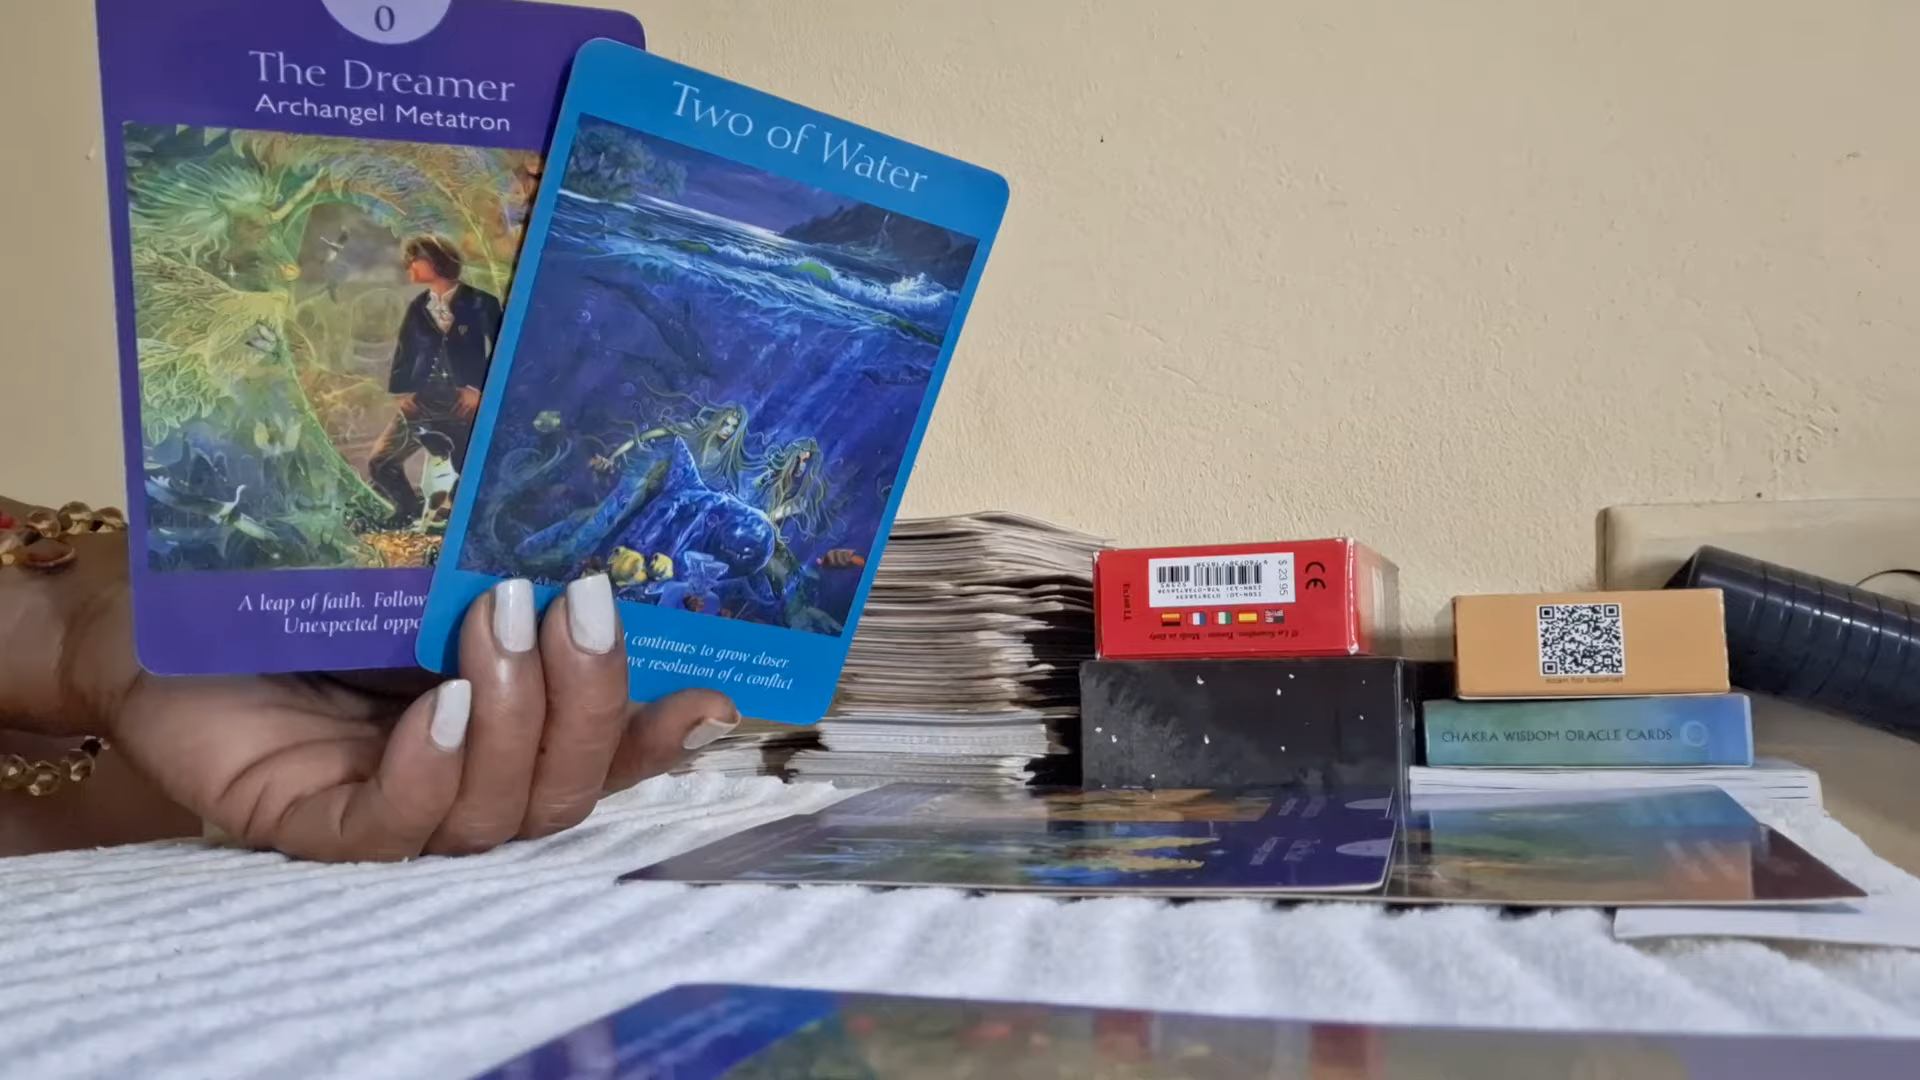 0
The Dreamer
Archangel Metatron
A leap of faith. Follow
Unexpected oppo
Two of Water
continues to grow closer.
ve resolution of a conflict
$ 23.95
CE
CHAKRA WISDOM ORACLE CARDS